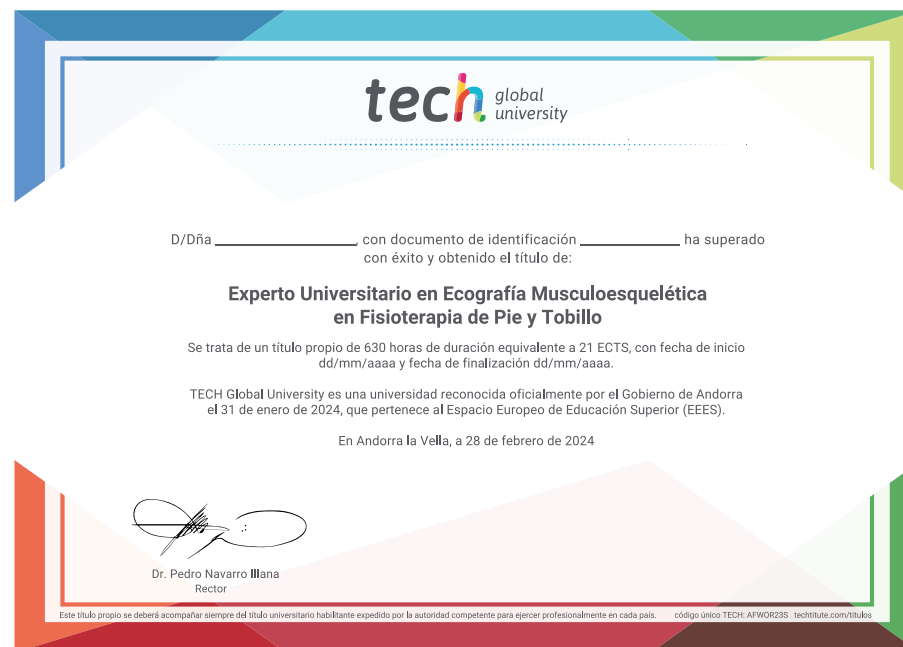 tech global university
D/Dña ____________________, con documento de identificación ______________ ha superado
con éxito y obtenido el título de:
Experto Universitario en Ecografía Musculoesquelética
en Fisioterapia de Pie y Tobillo
Se trata de un título propio de 630 horas de duración equivalente a 21 ECTS, con fecha de inicio
dd/mm/aaaa y fecha de finalización dd/mm/aaaa.
TECH Global University es una universidad reconocida oficialmente por el Gobierno de Andorra
el 31 de enero de 2024, que pertenece al Espacio Europeo de Educación Superior (EEES).
En Andorra la Vella, a 28 de febrero de 2024
Dr. Pedro Navarro Illana
Rector
Este título propio se deberá acompañar siempre del título universitario habilitante expedido por la autoridad competente para ejercer profesionalmente en cada país. código único TECH: AFWOR23S techtitute.com/titulos